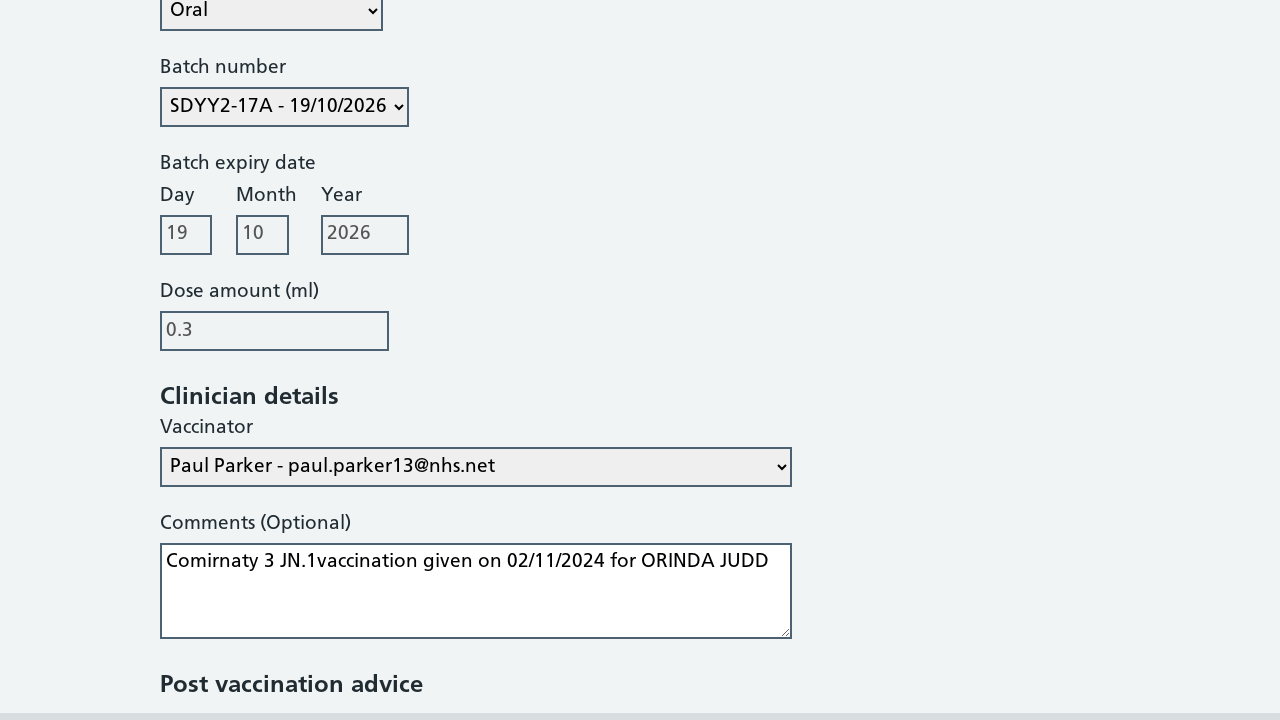 Oral
Batch number
SDYY2-17A - 19/10/2026
Batch expiry date
Day Month Year
19 10 2026
Dose amount (ml)
0.3
Clinician details
Vaccinator
Paul Parker - paul.parker13@nhs.net
Comments (Optional)
Comirnaty 3 JN.1vaccination given on 02/11/2024 for ORINDA JUDD
Post vaccination advice